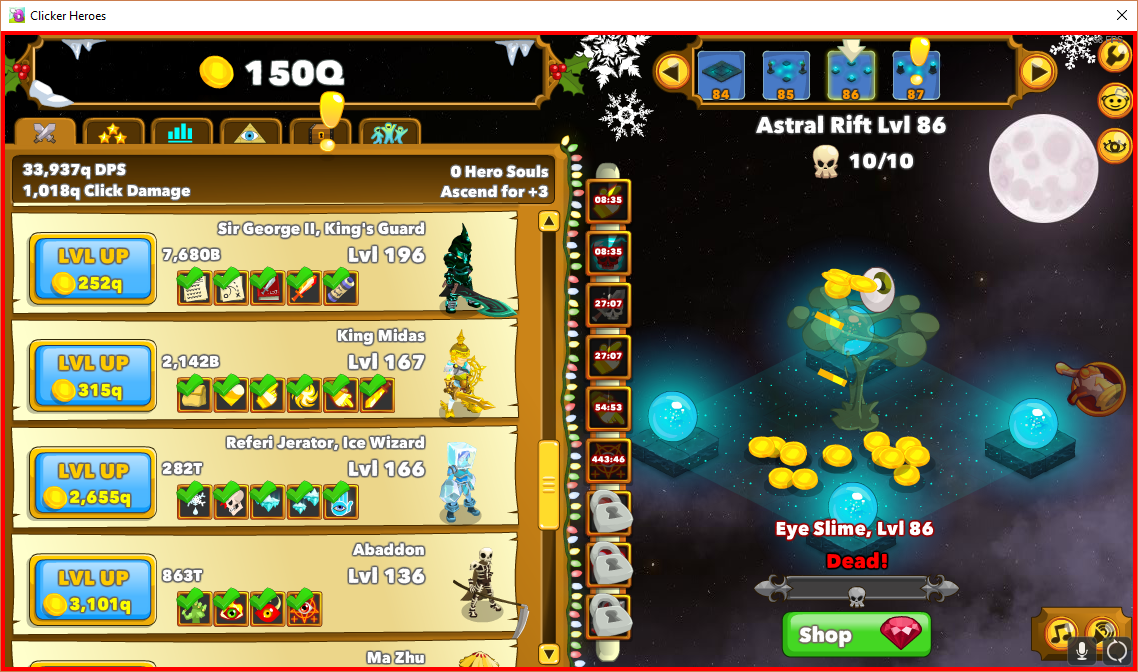 Clicker Heroes
150Q
84 85 86 87
Astral Rift Lvl 86
10/10
33,937q DPS
0 Hero Souls
1,018q Click Damage
Ascend for +3
Sir George II, King's Guard
LVL UP
252q
7,680B
Lvl 196
King Midas
LVL UP
315q
2,142B
Lvl 167
Referi Jerator, Ice Wizard
LVL UP
2,655q
282T
Lvl 166
Abaddon
LVL UP
3,101q
863T
Lvl 136
Ma Zhu
08:35
08:35
27:07
27:07
54:53
443:46
Eye Slime, Lvl 86
Dead!
Shop